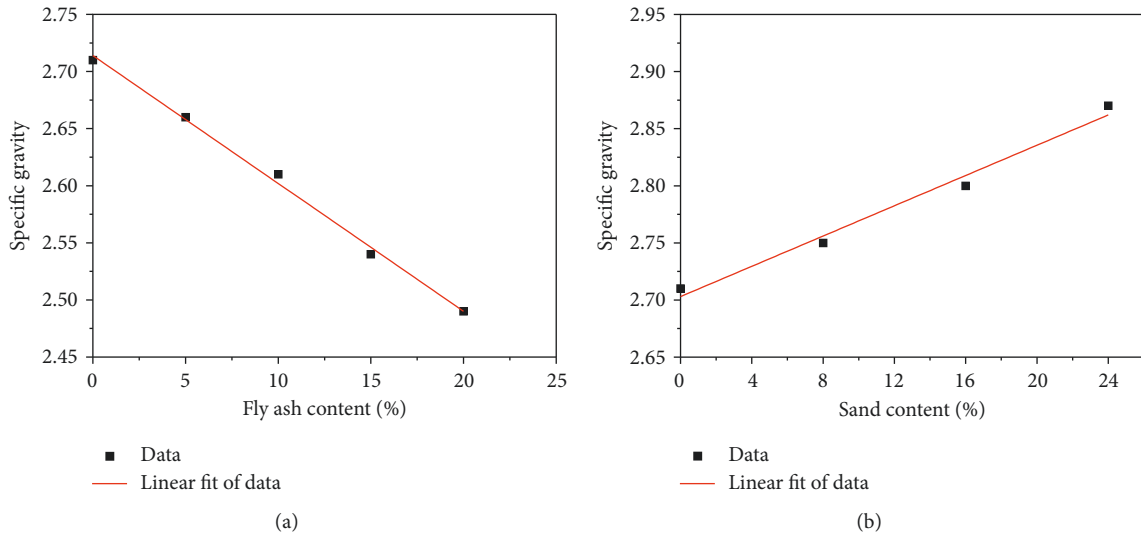 2.75
2.70
2.65
2.60
2.55
2.50
2.45
Specific gravity
0 5 10 15 20 25
Fly ash content (%)
Data
Linear fit of data
(a)
2.95
2.90
2.85
2.80
2.75
2.70
2.65
Specific gravity
0 4 8 12 16 20 24
Sand content (%)
Data
Linear fit of data
(b)